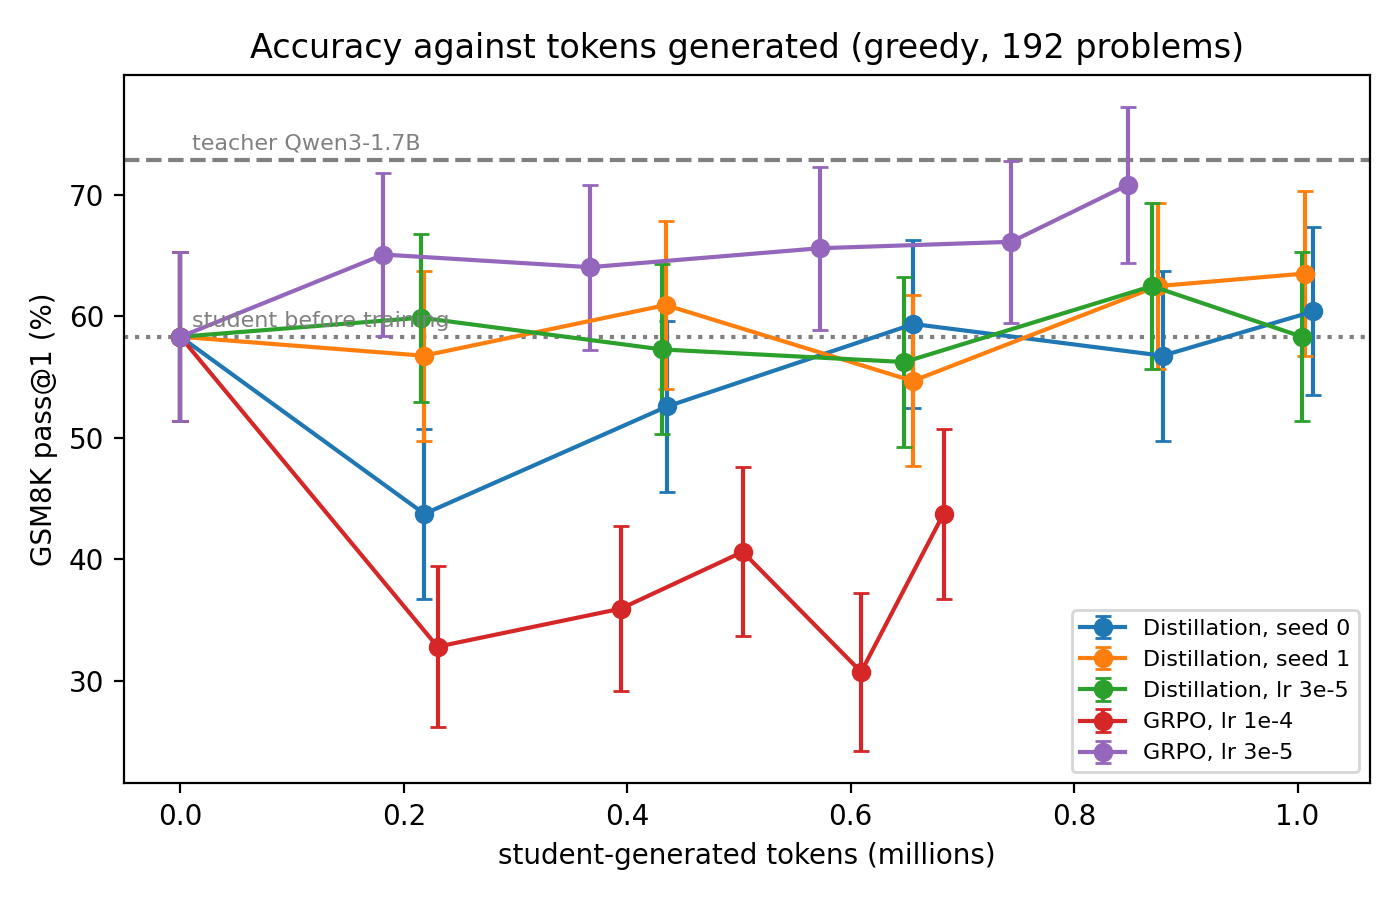 Accuracy against tokens generated (greedy, 192 problems)
teacher Qwen3-1.7B
student before training
GSM8K pass@1 (%)
70
60
50
40
30
0.0 0.2 0.4 0.6 0.8 1.0
student-generated tokens (millions)
Distillation, seed 0
Distillation, seed 1
Distillation, lr 3e-5
GRPO, lr 1e-4
GRPO, lr 3e-5